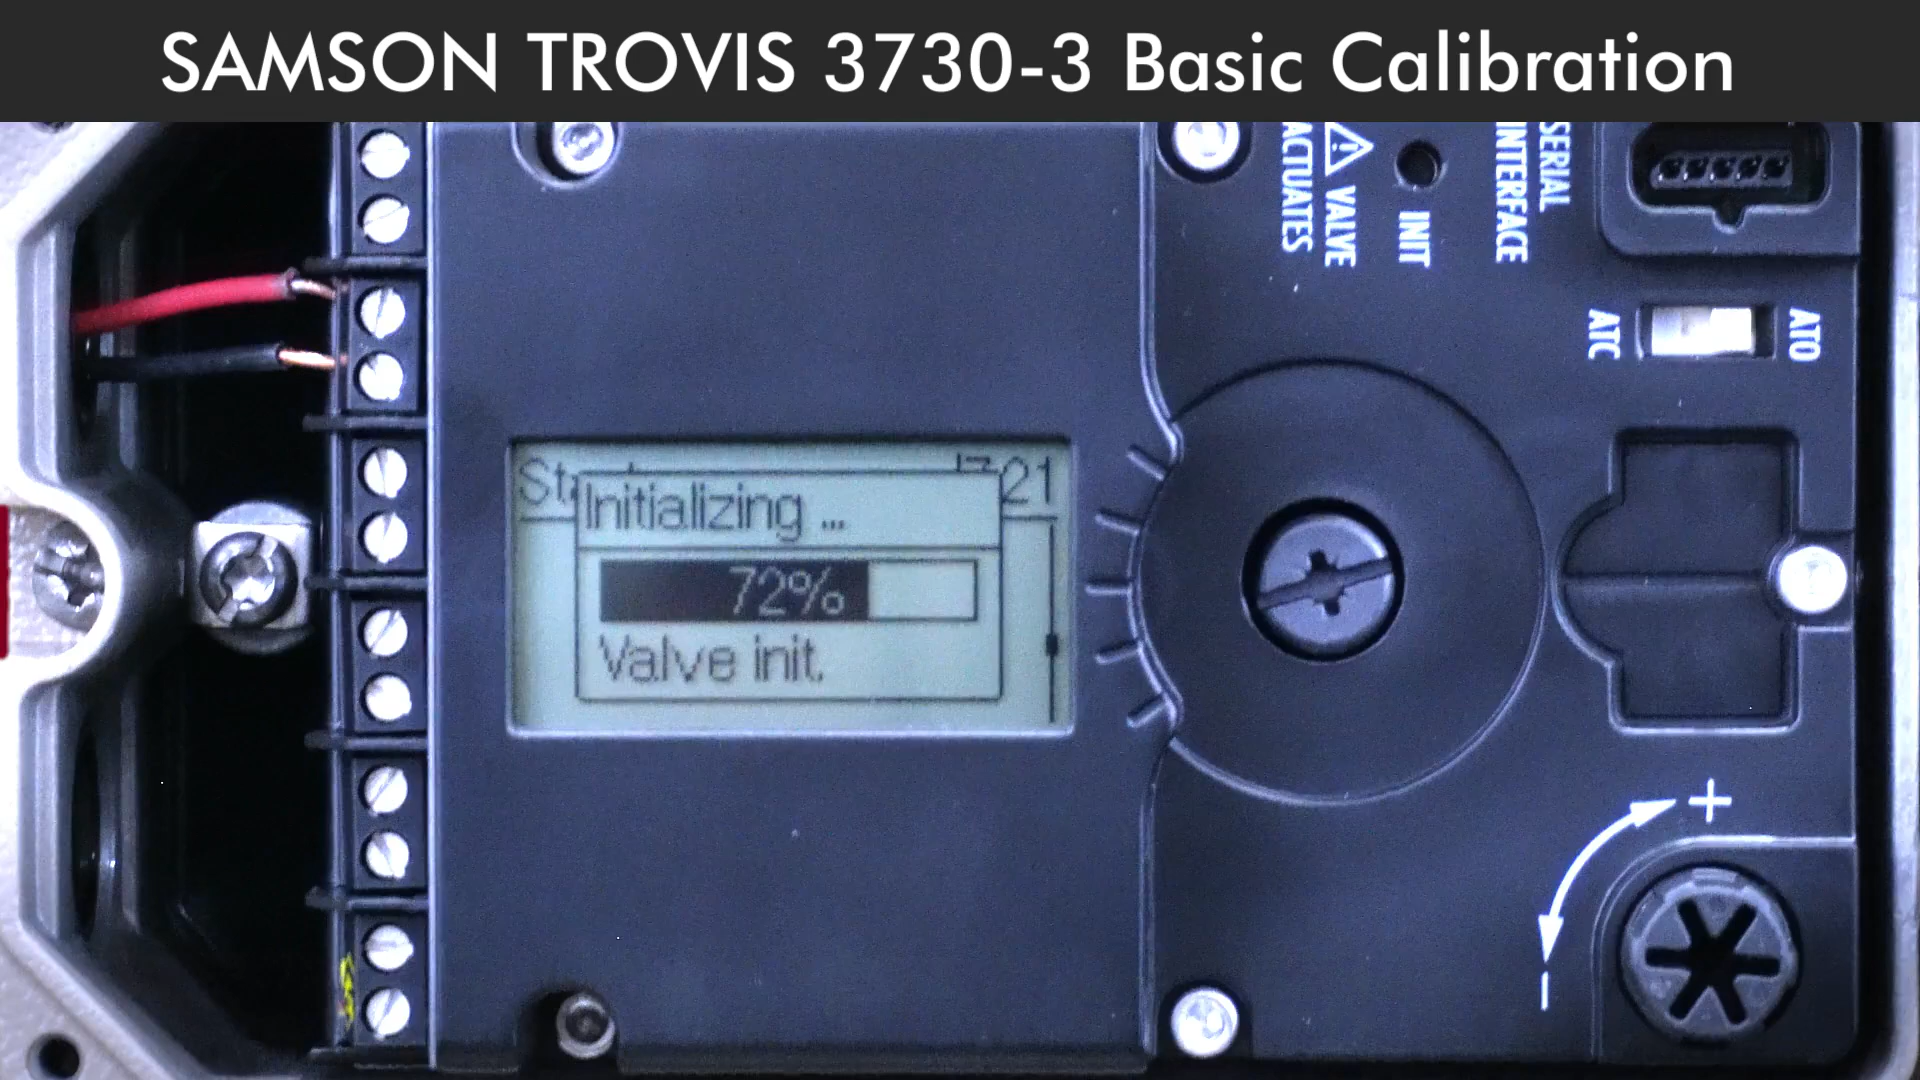 SAMSON TROVIS 3730-3 Basic Calibration
SERIAL
INTERFACE
INIT
VALVE
ACTUATES
ATC
ATO
21
Initializing ...
72%
Valve init.
+
-